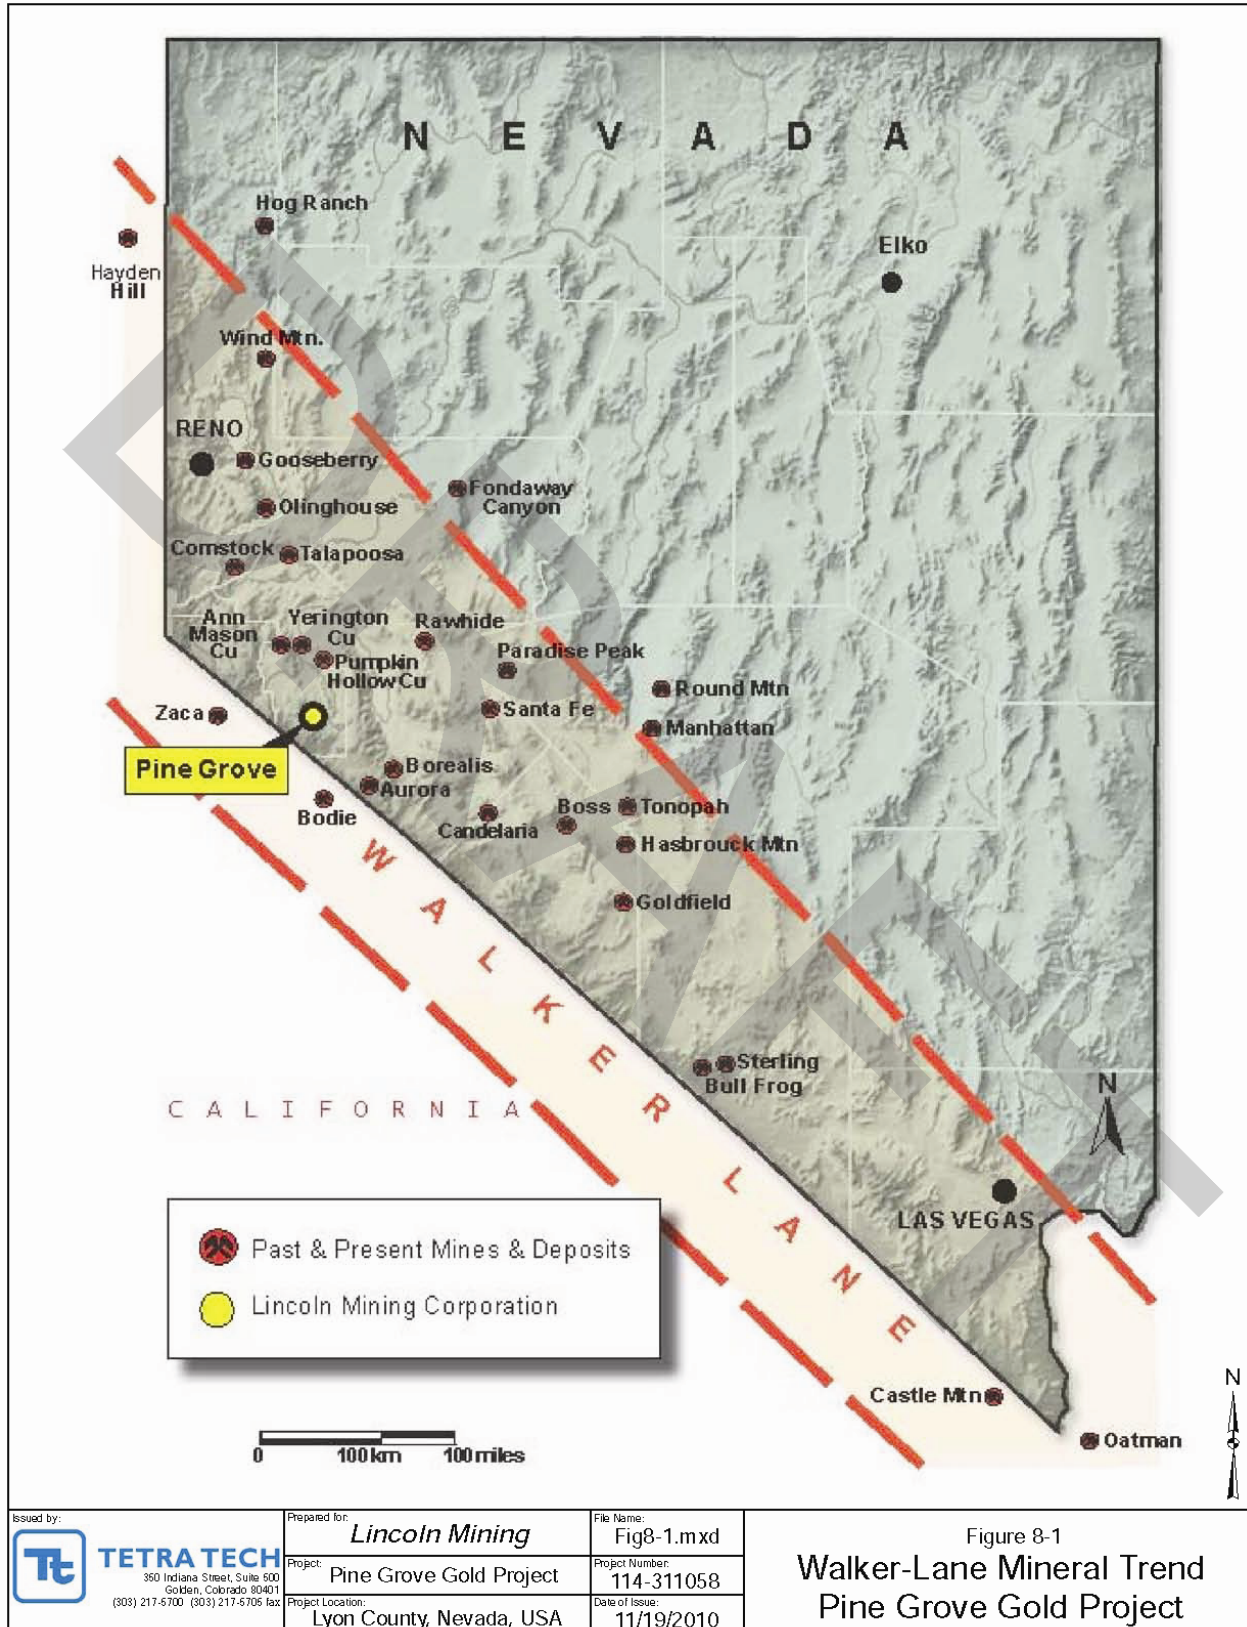 N E V A D A
Hog Ranch
Elko
Hayden
Hill
Wind Mtn.
RENO
Gooseberry
Fondaway
Canyon
Olinghouse
Comstock
Talapoosa
Ann
Mason
Cu
Yerington
Cu
Rawhide
Pumpkin
Hollow Cu
Paradise Peak
Round Mtn
Zaca
Santa Fe
Manhattan
Pine Grove
Borealis
Aurora
Bodie
Candelaria
Boss
Tonopah
Hasbrouck Mtn
Goldfield
WALKER LANE
Sterling
Bull Frog
CALIFORNIA
N
LAS VEGAS
Past & Present Mines & Deposits
Lincoln Mining Corporation
Castle Mtn
Oatman
N
0 100 km 100 miles
DRAFT
Issued by:
Tt
TETRA TECH
350 Indiana Street, Suite 500
Golden, Colorado 80401
(303) 217-5700 (303) 217-5705 fax
Prepared for:
Lincoln Mining
Project:
Pine Grove Gold Project
Project Location:
Lyon County, Nevada, USA
File Name:
Fig8-1.mxd
Project Number:
114-311058
Date of Issue:
11/19/2010
Figure 8-1
Walker-Lane Mineral Trend
Pine Grove Gold Project